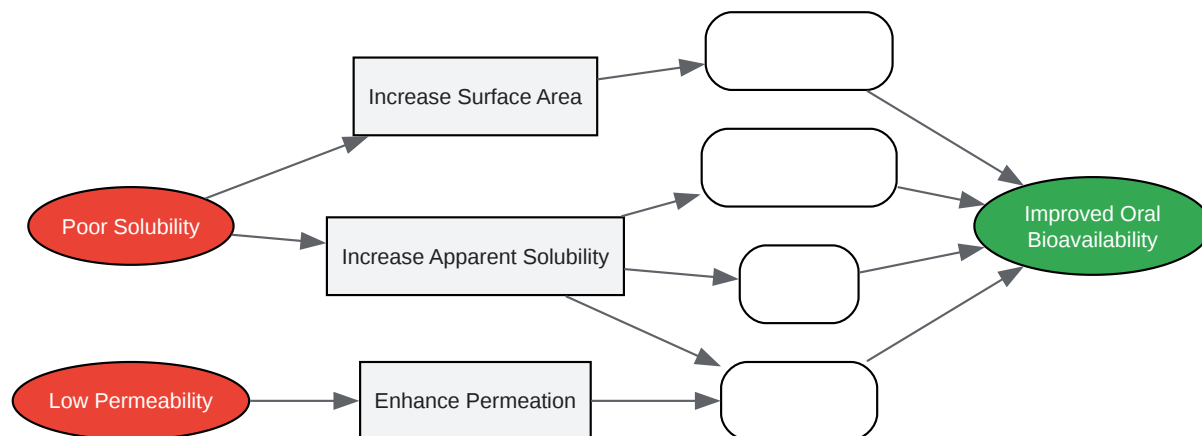 Increase Surface Area
Poor Solubility
Increase Apparent Solubility
Improved Oral
Bioavailability
Low Permeability
Enhance Permeation